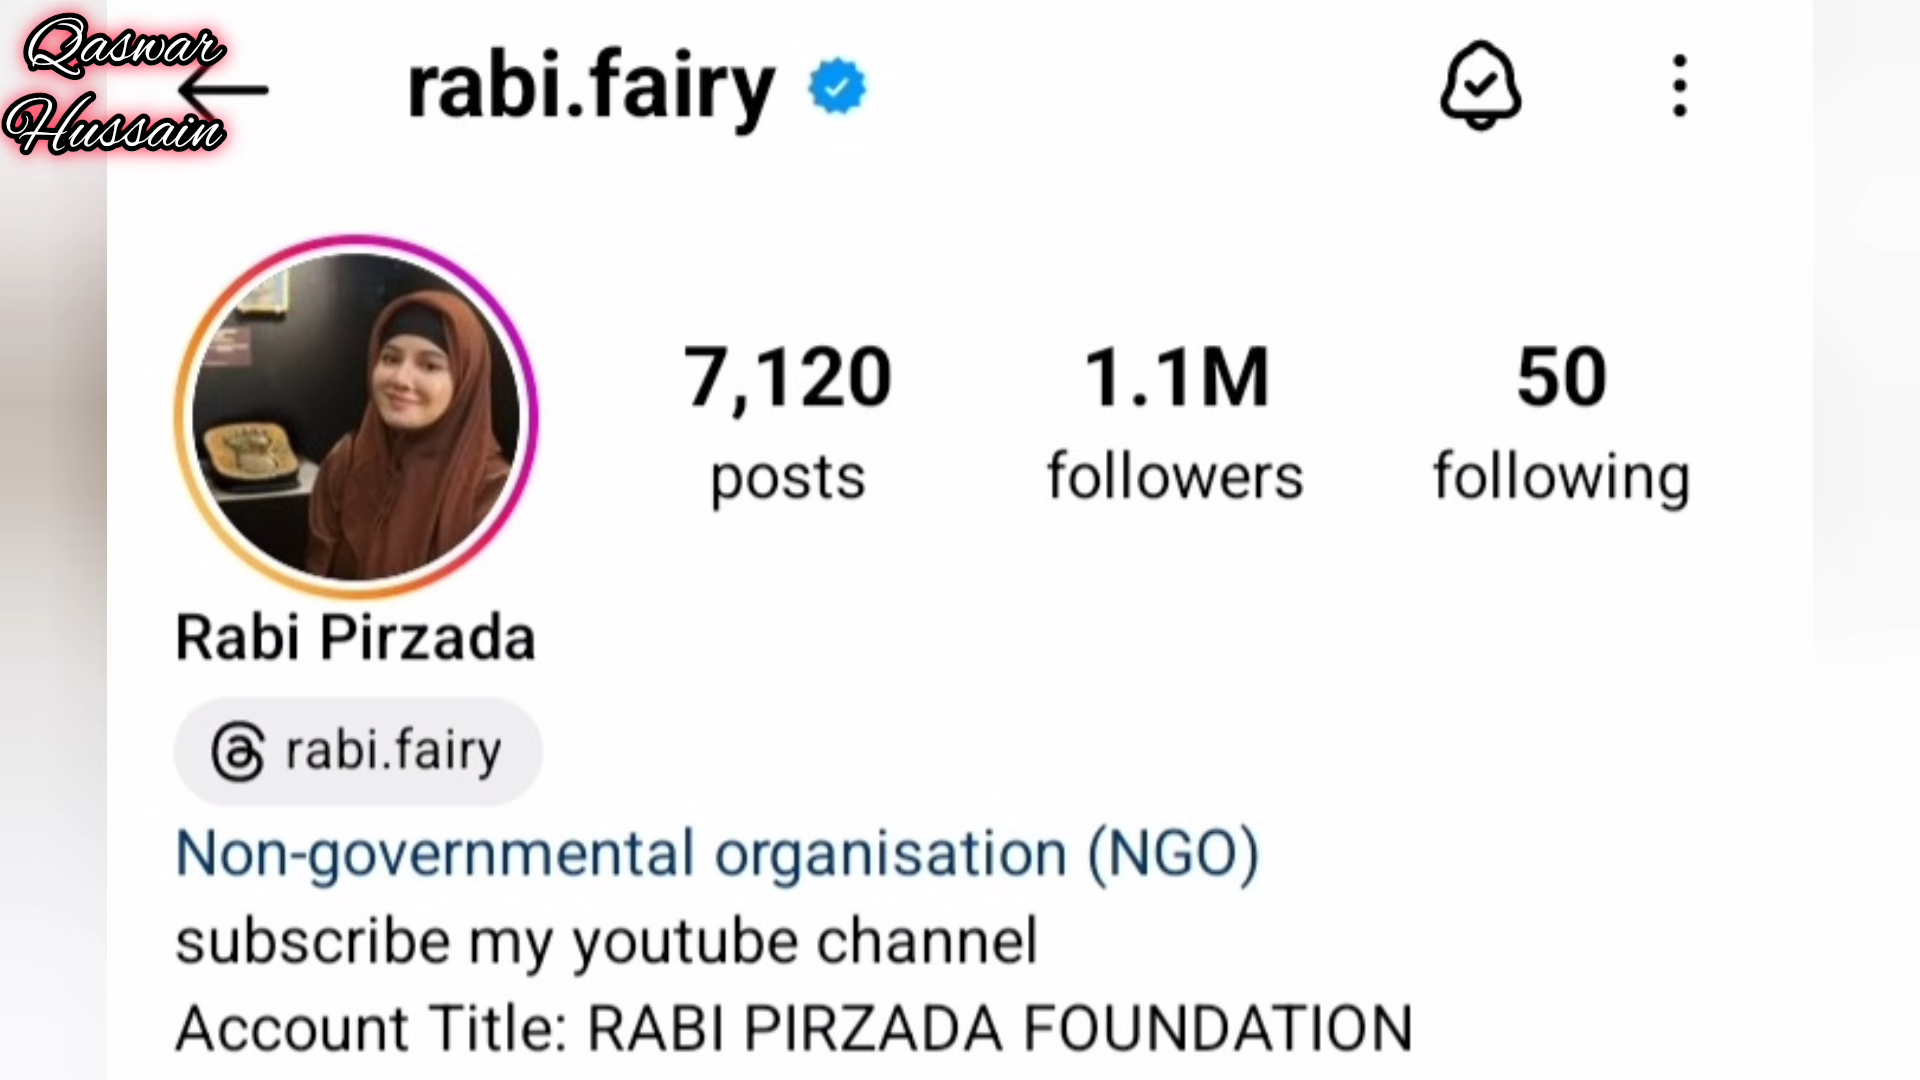 Qaswar
Hussain
rabi.fairy
7,120
posts
1.1M
followers
50
following
Rabi Pirzada
rabi.fairy
Non-governmental organisation (NGO)
subscribe my youtube channel
Account Title: RABI PIRZADA FOUNDATION